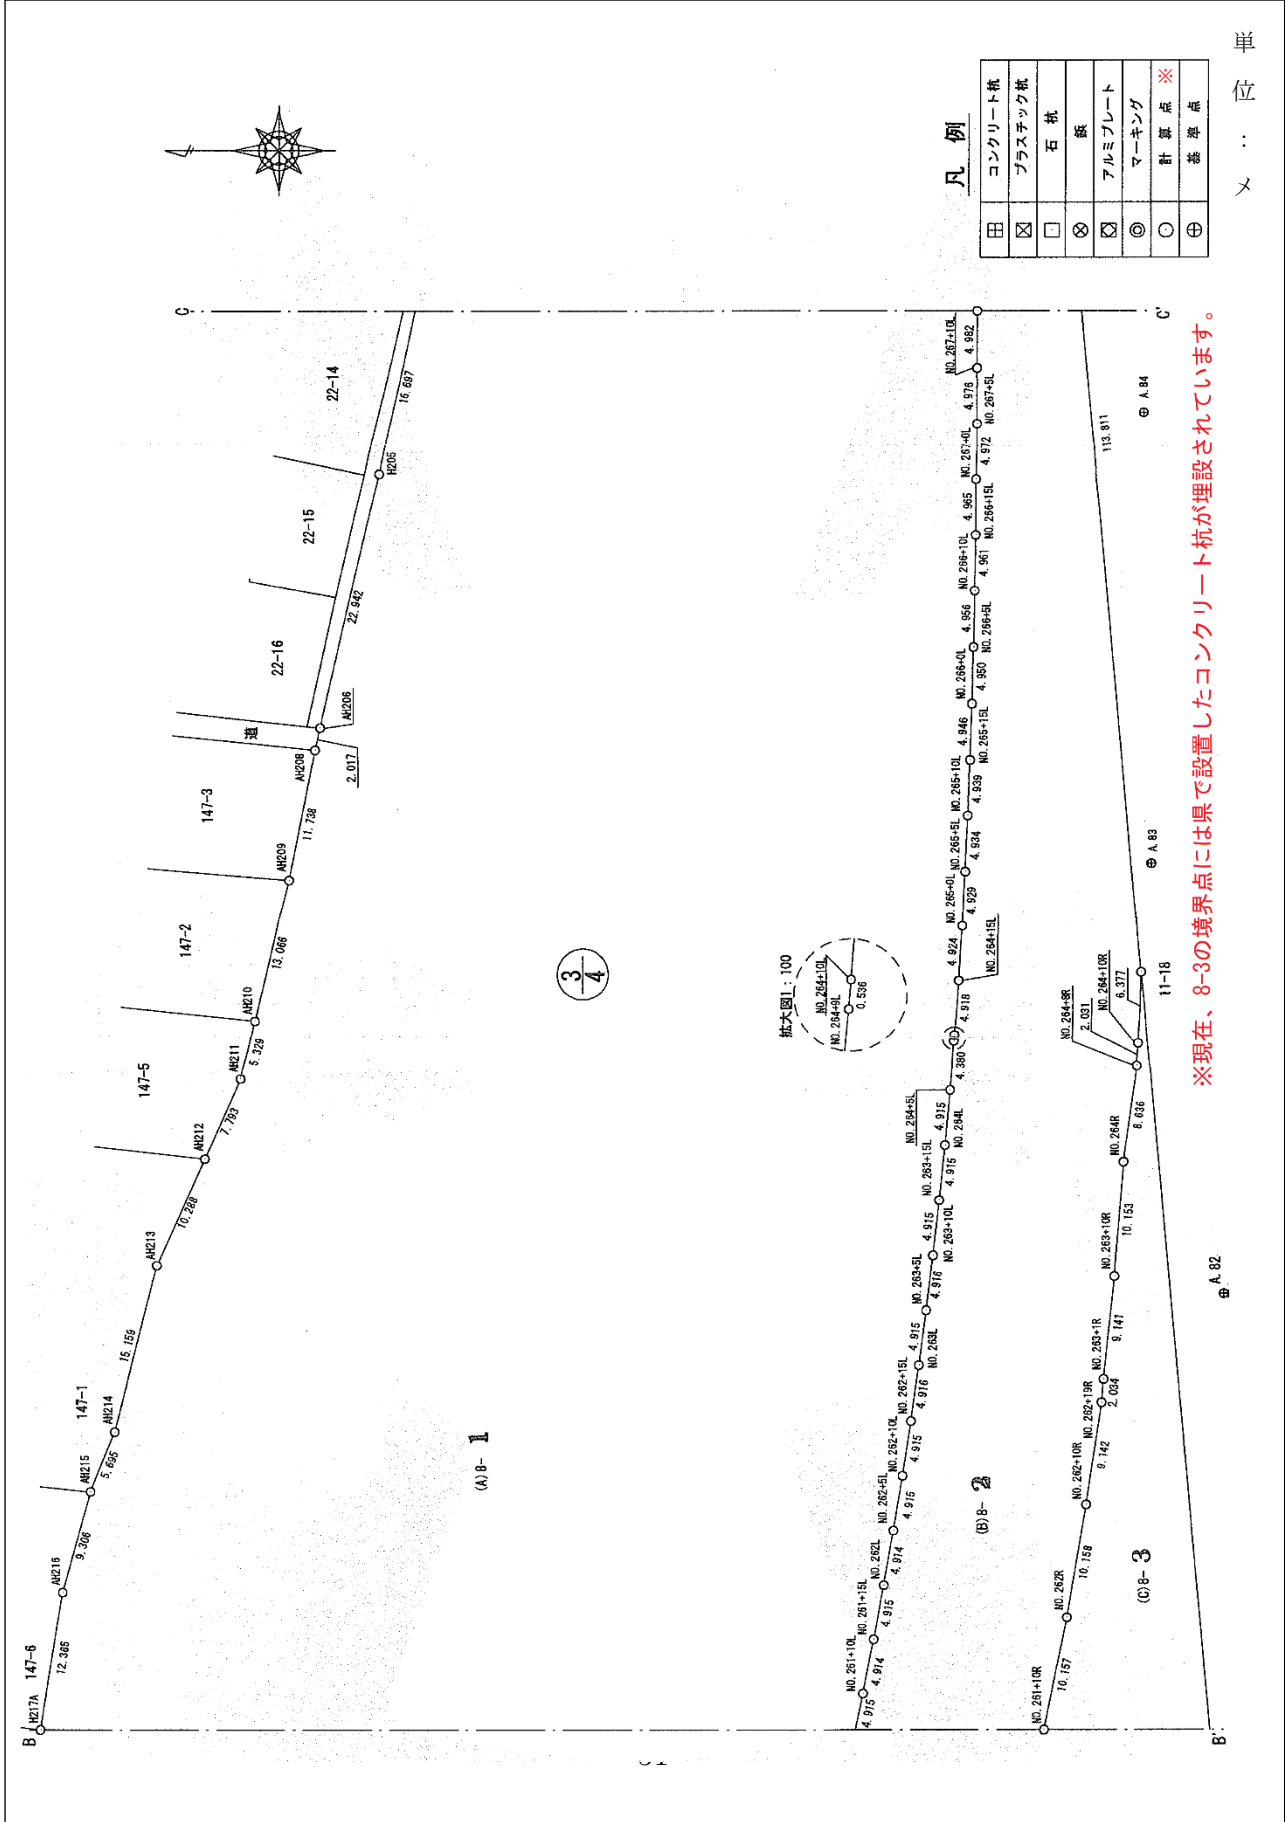 単位：メ
凡 例
コンクリート杭
プラスチック杭
石 杭
鋲
アルミプレート
マーキング
計 算 点 ※
基 準 点
B
H217A
147-6
12.365
AH216
9.306
AH215
147-1
5.695
AH214
15.159
AH213
10.288
AH212
147-5
7.793
AH211
5.329
AH210
147-2
13.066
AH209
147-3
11.738
AH208
道
2.017
AH206
22-16
22.942
22-15
H205
22-14
16.697
C
(A)8- 1
3
4
拡大図1：100
NO.264+9L
NO.264+10L
0.536
4.915
NO.261+10L
4.914
NO.261+15L
4.915
NO.262L
4.914
NO.262+5L
4.915
NO.262+10L
4.915
NO.262+15L
4.916
NO.263L
4.915
NO.263+5L
4.916
NO.263+10L
4.915
NO.263+15L
4.915
NO.264L
4.915
NO.264+5L
4.380
4.918
NO.264+15L
4.924
NO.265+0L
4.929
NO.265+5L
4.934
NO.265+10L
4.939
NO.265+15L
4.946
NO.266+0L
4.950
NO.266+5L
4.956
NO.266+10L
4.961
NO.266+15L
4.965
NO.267+0L
4.972
NO.267+5L
4.976
NO.267+10L
4.982
(B)8- 2
NO.261+10R
10.157
NO.262R
10.158
NO.262+10R
9.142
NO.262+19R
2.034
NO.263+1R
9.141
NO.263+10R
10.153
NO.264R
8.636
NO.264+8R
2.031
NO.264+10R
6.377
11-18
113.811
(C)8- 3
A.82
A.83
A.84
B'
C'
※現在、8-3の境界点には県で設置したコンクリート杭が埋設されています。